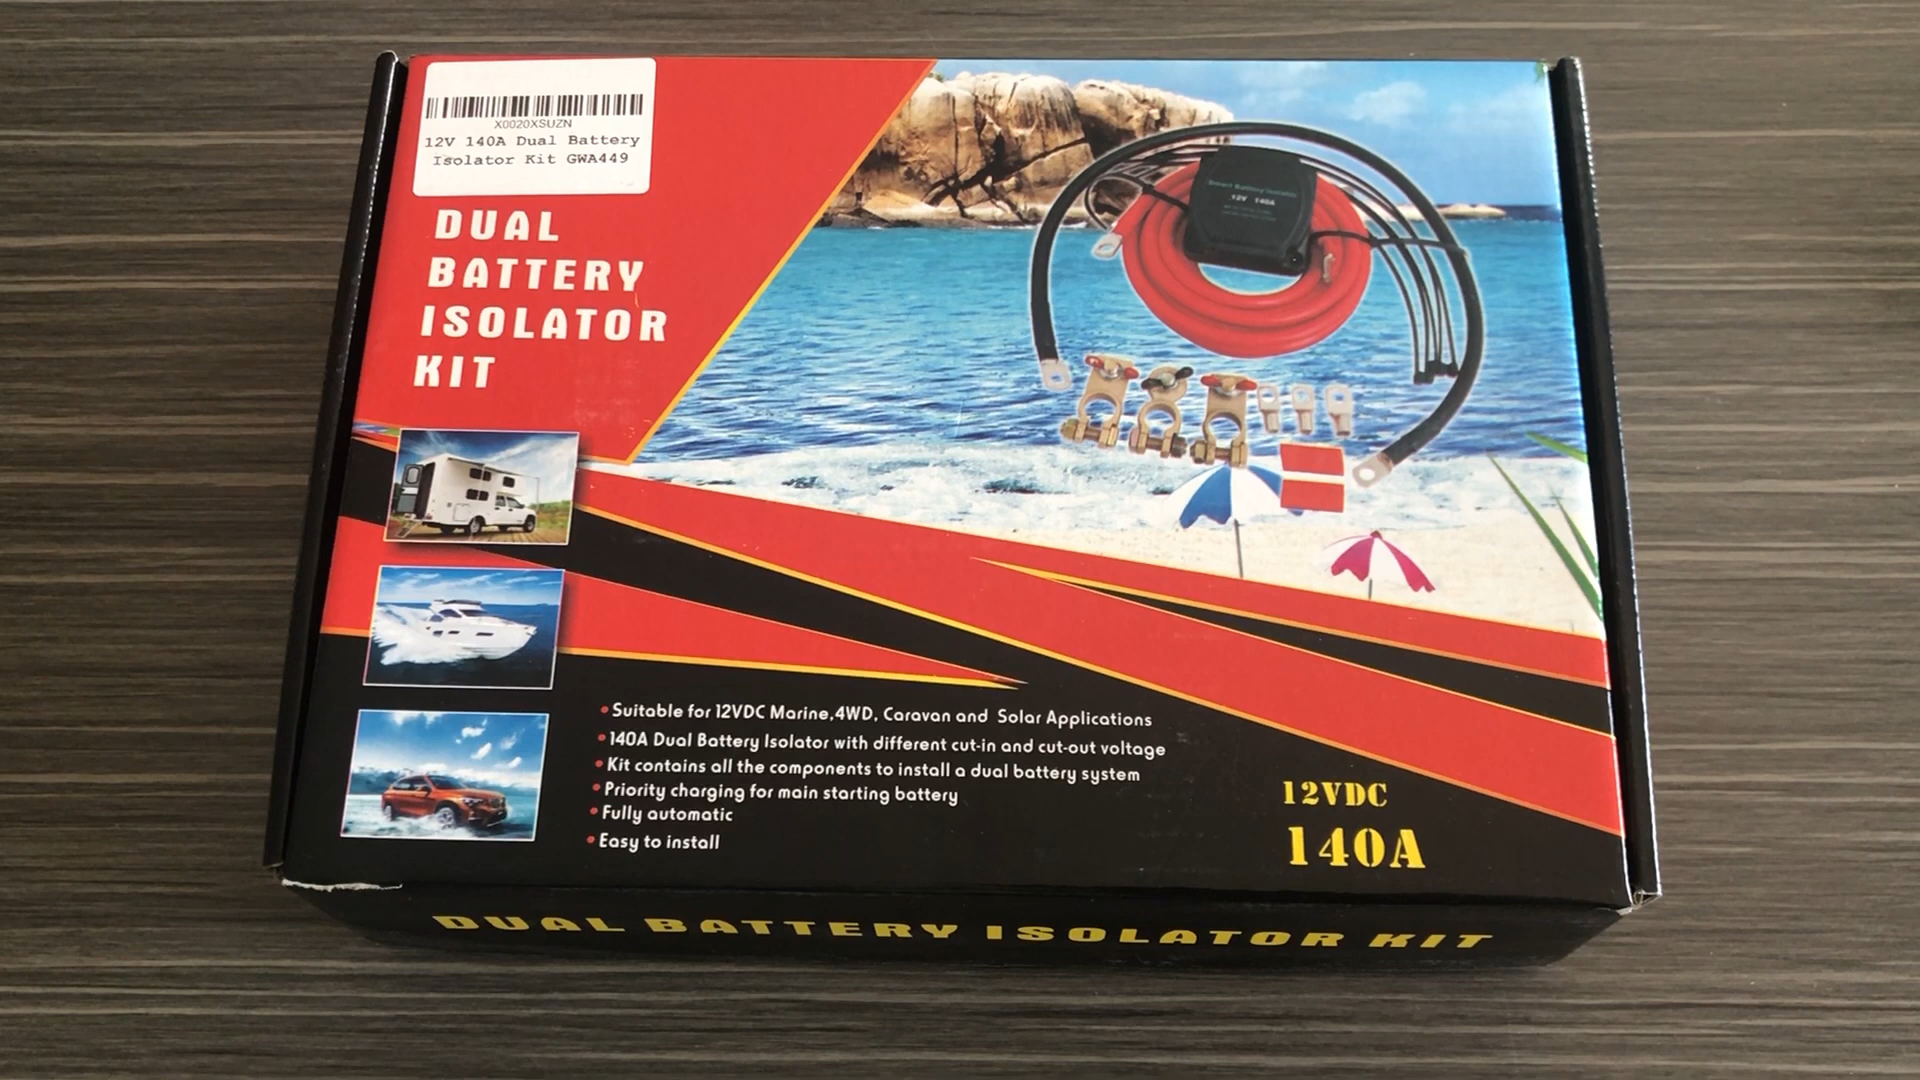 X0020XSUZN
12V 140A Dual Battery
Isolator Kit GWA449
DUAL
BATTERY
ISOLATOR
KIT
Smart Battery Isolator
12V 140A
• Suitable for 12VDC Marine,4WD, Caravan and Solar Applications
• 140A Dual Battery Isolator with different cut-in and cut-out voltage
• Kit contains all the components to install a dual battery system
• Priority charging for main starting battery
• Fully automatic
• Easy to install
12VDC
140A
DUAL BATTERY ISOLATOR KIT